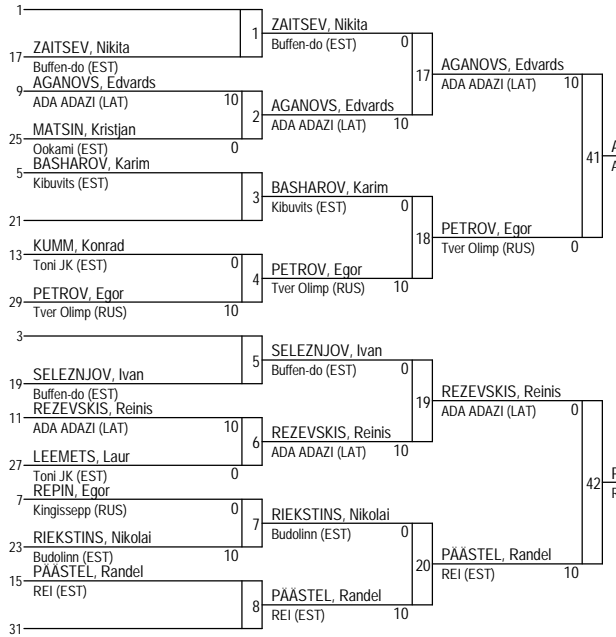 1
1
ZAITSEV, Nikita
Buffen-do (EST)
0
17
ZAITSEV, Nikita
Buffen-do (EST)
17
AGANOVS, Edvards
ADA ADAZI (LAT)
10
9
AGANOVS, Edvards
ADA ADAZI (LAT)
10
2
AGANOVS, Edvards
ADA ADAZI (LAT)
10
25
MATSIN, Kristjan
Ookami (EST)
0
41
A
A
5
BASHAROV, Karim
Kibuvits (EST)
3
BASHAROV, Karim
Kibuvits (EST)
0
21
18
PETROV, Egor
Tver Olimp (RUS)
0
13
KUMM, Konrad
Toni JK (EST)
0
4
PETROV, Egor
Tver Olimp (RUS)
10
29
PETROV, Egor
Tver Olimp (RUS)
10
3
5
SELEZNJOV, Ivan
Buffen-do (EST)
0
19
SELEZNJOV, Ivan
Buffen-do (EST)
19
REZEVSKIS, Reinis
ADA ADAZI (LAT)
0
11
REZEVSKIS, Reinis
ADA ADAZI (LAT)
10
6
REZEVSKIS, Reinis
ADA ADAZI (LAT)
10
27
LEEMETS, Laur
Toni JK (EST)
0
42
7
REPIN, Egor
Kingissepp (RUS)
0
7
RIEKSTINS, Nikolai
Budolinn (EST)
0
23
RIEKSTINS, Nikolai
Budolinn (EST)
10
20
PÄÄSTEL, Randel
REI (EST)
10
15
PÄÄSTEL, Randel
REI (EST)
8
PÄÄSTEL, Randel
REI (EST)
10
31